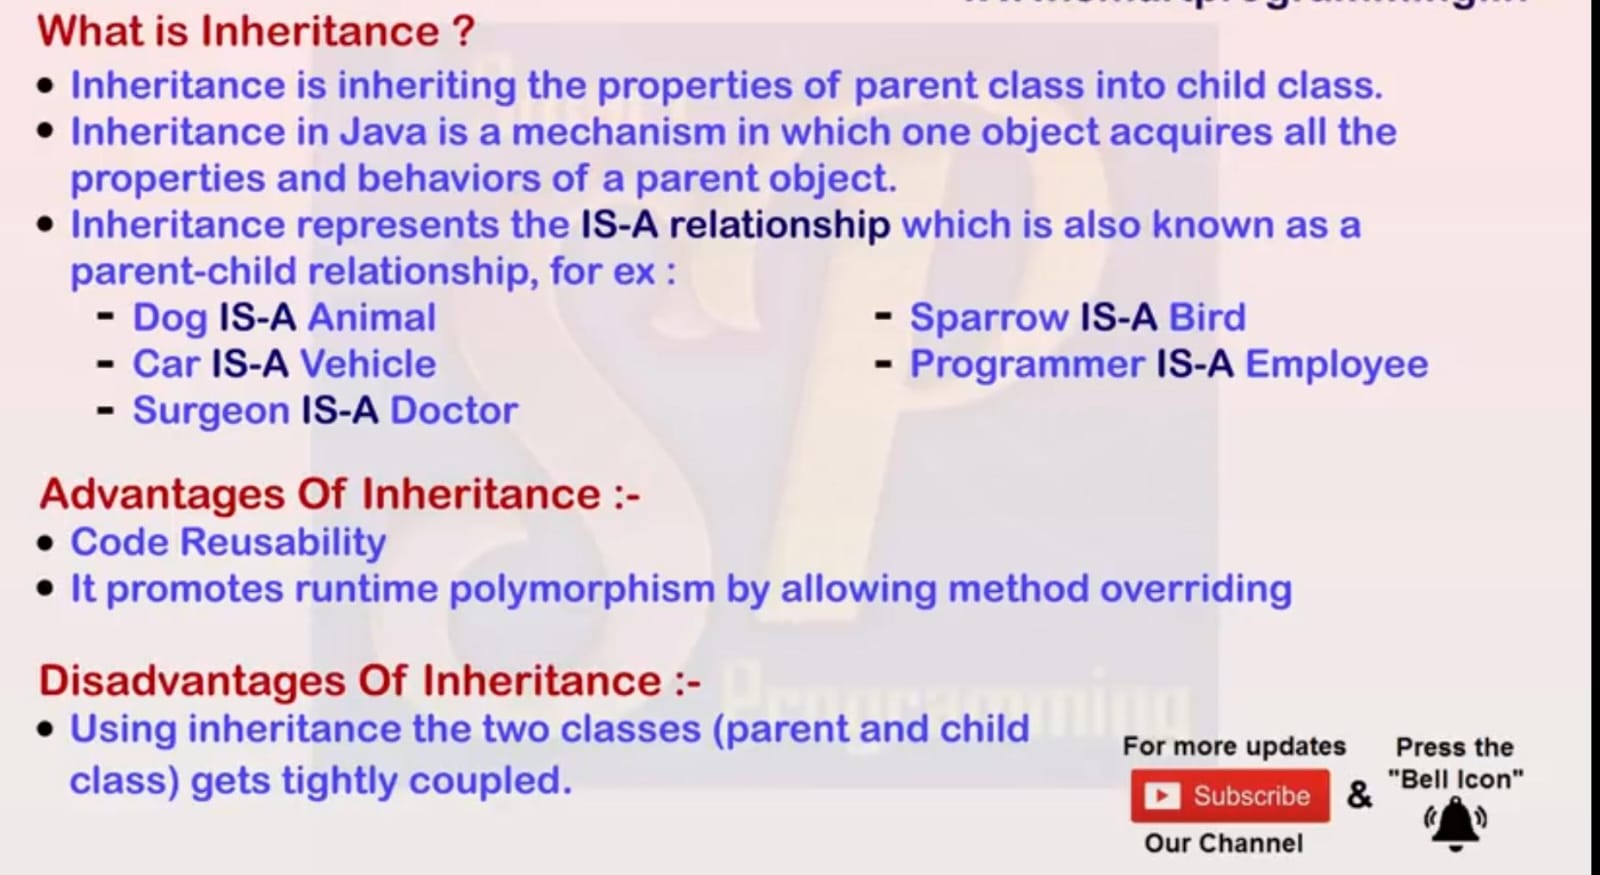 What is Inheritance ?
• Inheritance is inheriting the properties of parent class into child class.
• Inheritance in Java is a mechanism in which one object acquires all the
properties and behaviors of a parent object.
• Inheritance represents the IS-A relationship which is also known as a
parent-child relationship, for ex :
- Dog IS-A Animal
- Car IS-A Vehicle
- Surgeon IS-A Doctor
- Sparrow IS-A Bird
- Programmer IS-A Employee
Advantages Of Inheritance :-
• Code Reusability
• It promotes runtime polymorphism by allowing method overriding
Disadvantages Of Inheritance :-
• Using inheritance the two classes (parent and child
class) gets tightly coupled.
Programming
For more updates
Subscribe
Our Channel
&
Press the
"Bell Icon"